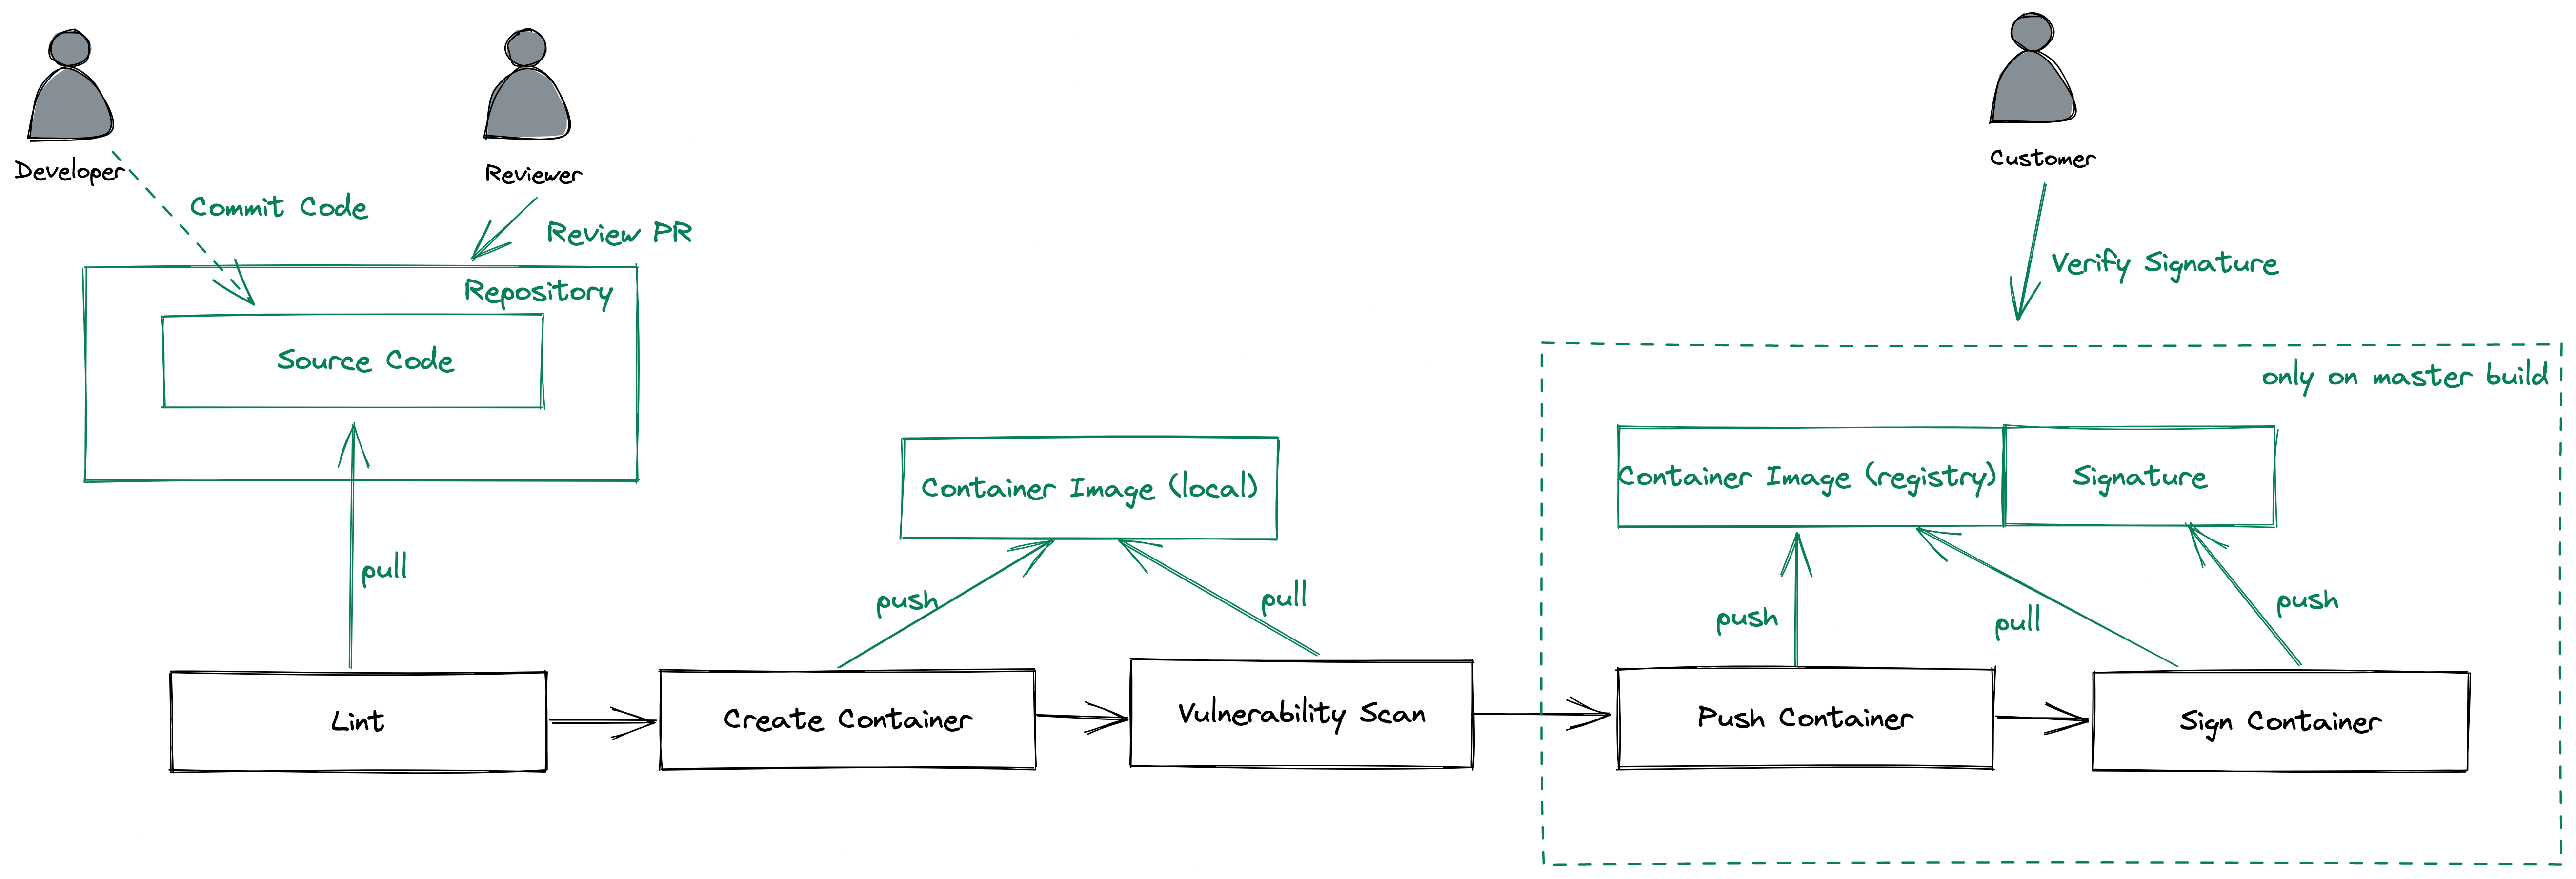 Developer
Reviewer
Customer
Commit Code
Review PR
Verify Signature
Repository
Source Code
only on master build
Container Image (local)
Container Image (registry)
Signature
pull
push
pull
push
pull
push
Lint
Create Container
Vulnerability Scan
Push Container
Sign Container